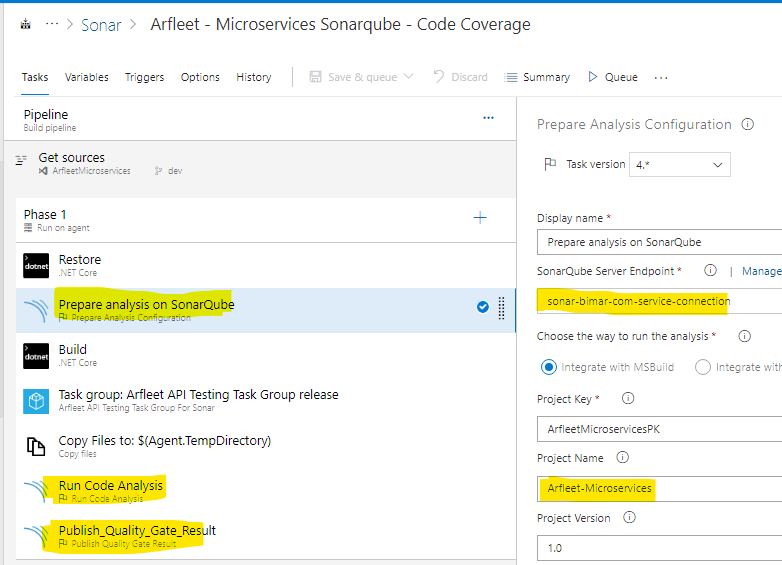 ... > Sonar > Arfleet - Microservices Sonarqube - Code Coverage
Tasks Variables Triggers Options History Save & queue Discard Summary Queue ...
Pipeline
Build pipeline
Get sources
ArfleetMicroservices dev
Phase 1
Run on agent
dotnet
Restore
.NET Core
Prepare analysis on SonarQube
Prepare Analysis Configuration
dotnet
Build
.NET Core
Task group: Arfleet API Testing Task Group release
Arfleet API Testing Task Group For Sonar
Copy Files to: $(Agent.TempDirectory)
Copy files
Run Code Analysis
Run Code Analysis
Publish_Quality_Gate_Result
Publish Quality Gate Result
Prepare Analysis Configuration
Task version 4.*
Display name *
Prepare analysis on SonarQube
SonarQube Server Endpoint * | Manage
sonar-bimar-com-service-connection
Choose the way to run the analysis *
Integrate with MSBuild Integrate with
Project Key *
ArfleetMicroservicesPK
Project Name
Arfleet-Microservices
Project Version
1.0